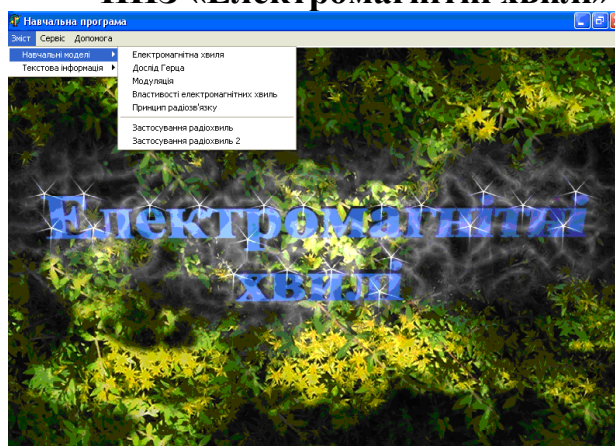 ППЗ «Електромагнітні хвилі»
Навчальна програма
Зміст Сервіс Допомога
Навчальні моделі
Текстова інформація
Електромагнітна хвиля
Дослід Герца
Модуляція
Властивості електромагнітних хвиль
Принцип радіозв'язку
Застосування радіохвиль
Застосування радіохвиль 2
Електромагнітні
хвилі